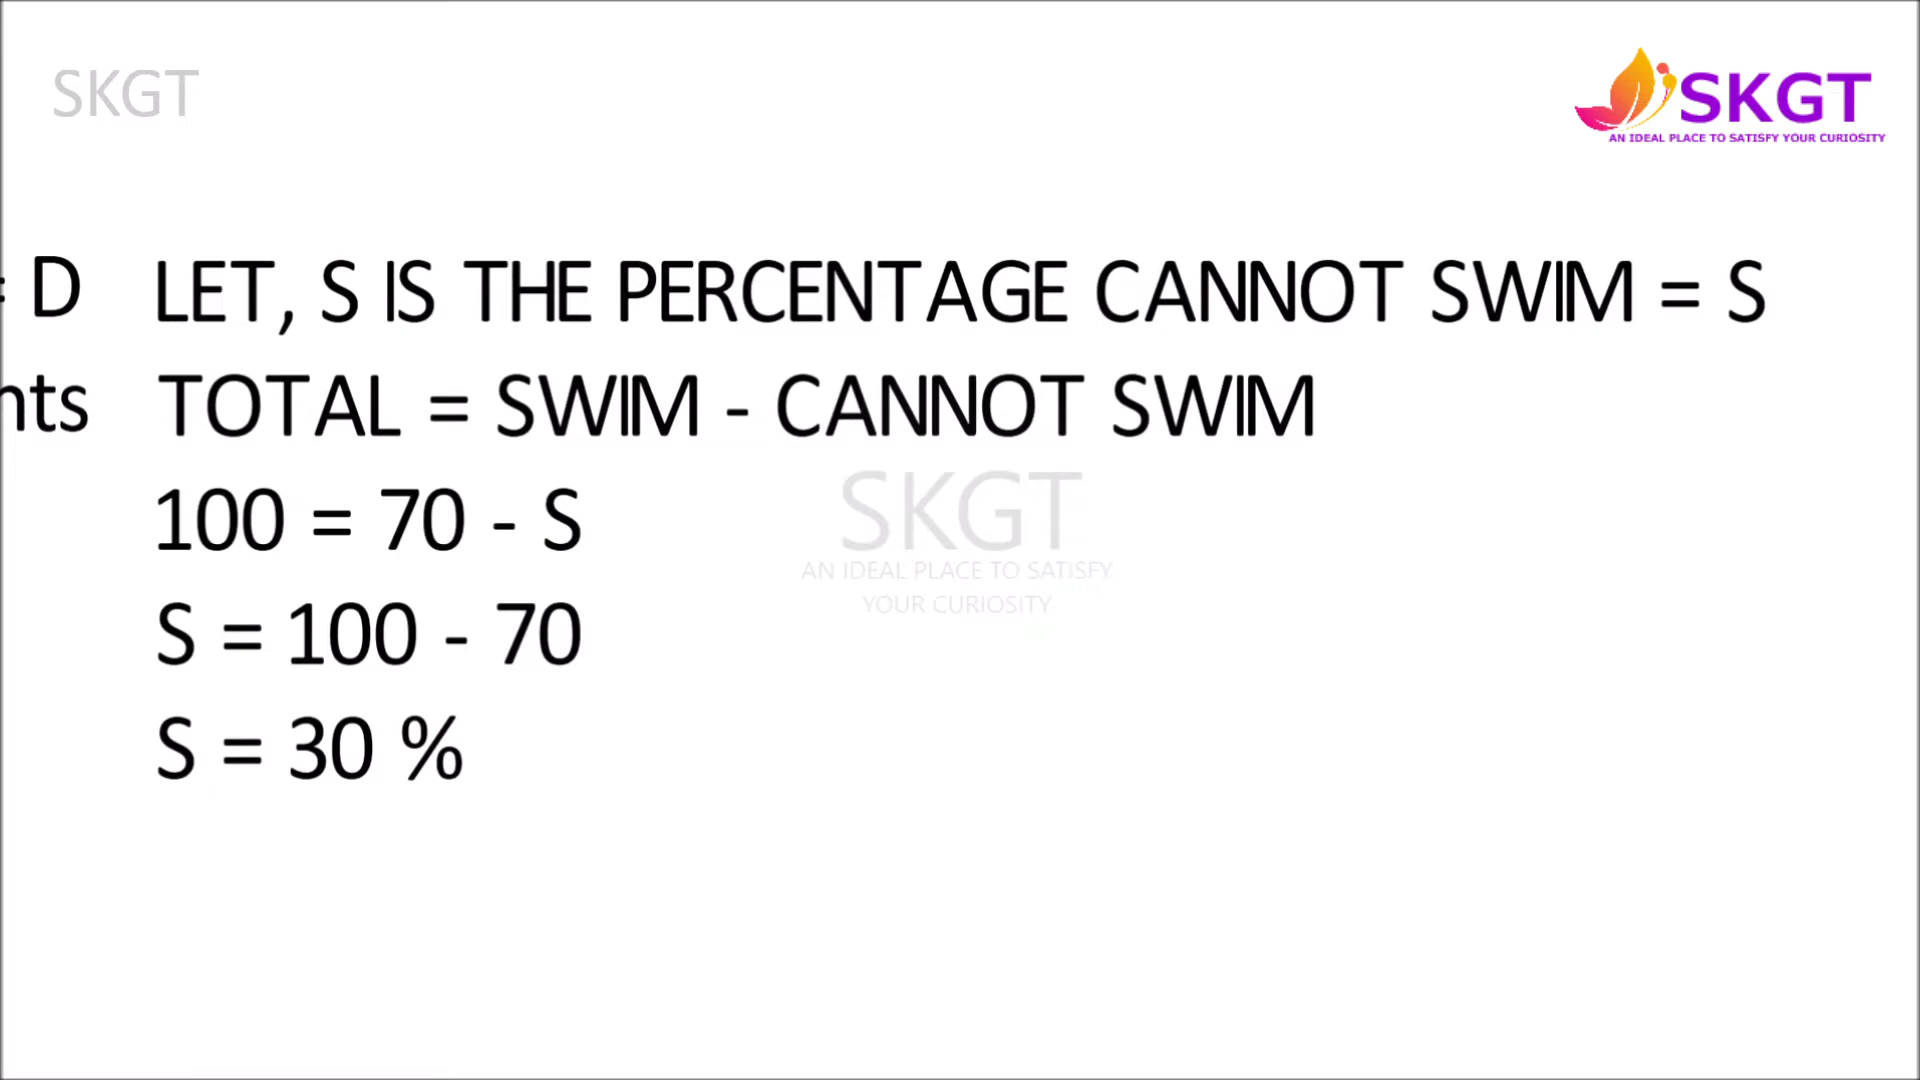 SKGT
SKGT
AN IDEAL PLACE TO SATISFY YOUR CURIOSITY
= D
LET, S IS THE PERCENTAGE CANNOT SWIM = S
nts
TOTAL = SWIM - CANNOT SWIM
100 = 70 - S
SKGT
AN IDEAL PLACE TO SATISFY
YOUR CURIOSITY
S = 100 - 70
S = 30 %